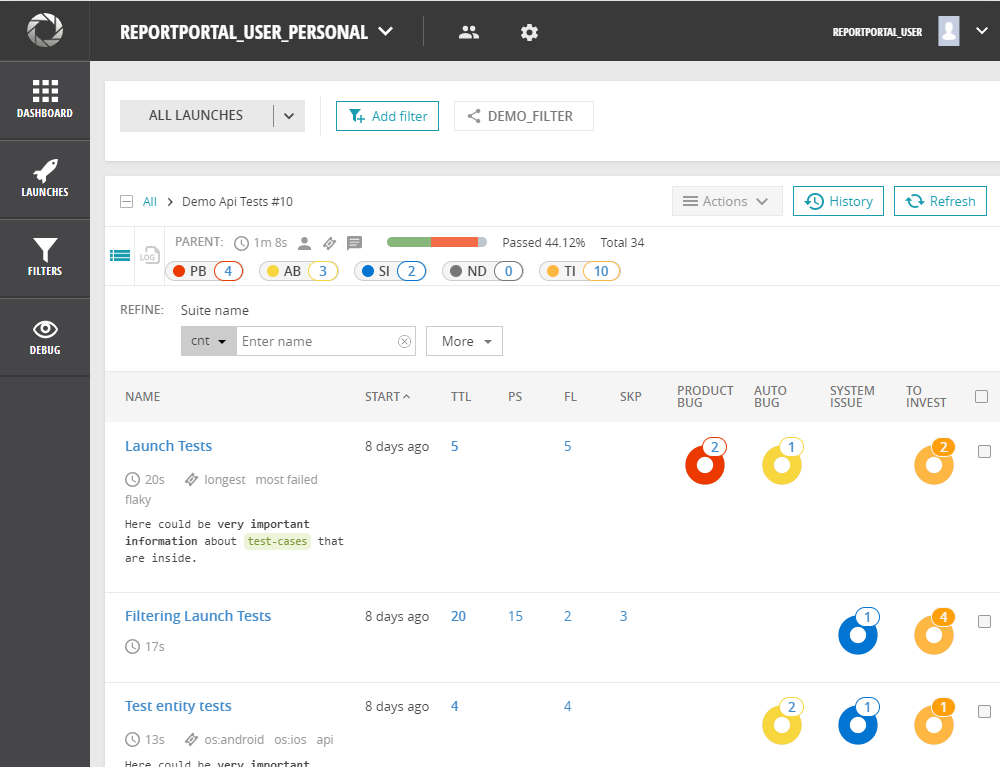 REPORTPORTAL_USER_PERSONAL
REPORTPORTAL_USER
DASHBOARD
LAUNCHES
FILTERS
DEBUG
ALL LAUNCHES
Add filter
DEMO_FILTER
All
Demo Api Tests #10
Actions
History
Refresh
LOG
PARENT: 1m 8s Passed 44.12% Total 34
PB 4 AB 3 SI 2 ND 0 TI 10
REFINE: Suite name
cnt Enter name More
NAME START TTL PS FL SKP PRODUCT BUG AUTO BUG SYSTEM ISSUE TO INVEST
Launch Tests 8 days ago 5 5 2 1 2
20s longest most failed
flaky
Here could be very important
information about test-cases that
are inside.
Filtering Launch Tests 8 days ago 20 15 2 3 1 4
17s
Test entity tests 8 days ago 4 4 2 1 1
13s os:android os:ios api
Here could be very important